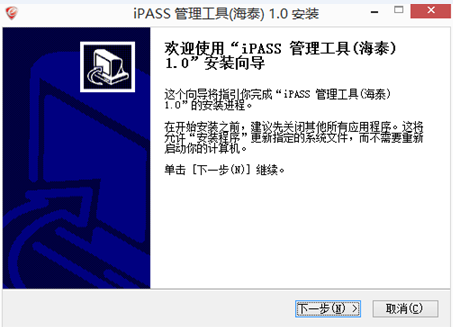 iPASS 管理工具(海泰) 1.0 安装
欢迎使用“iPASS 管理工具(海泰)
1.0”安装向导
这个向导将指引你完成“iPASS 管理工具(海泰)
1.0”的安装进程。
在开始安装之前，建议先关闭其他所有应用程序。这将
允许“安装程序”更新指定的系统文件，而不需要重新
启动你的计算机。
单击 [下一步(N)] 继续。
下一步(N) >
取消(C)